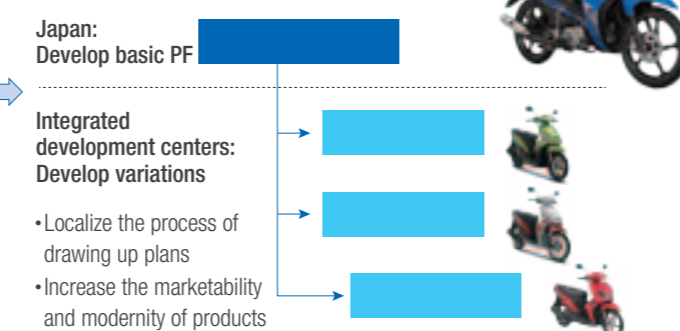 Japan:
Develop basic PF
Integrated
development centers:
Develop variations
•Localize the process of
drawing up plans
•Increase the marketability
and modernity of products